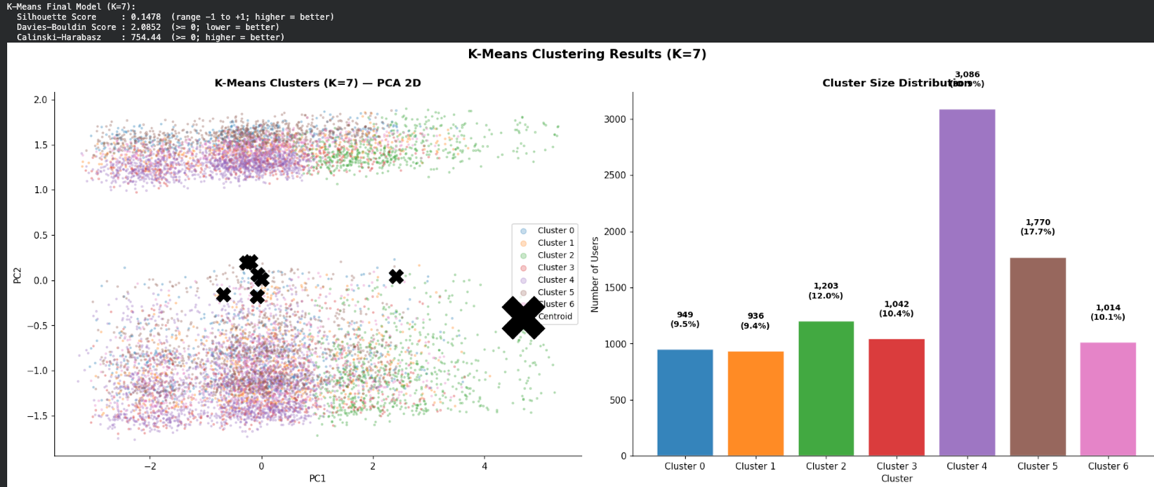 K-Means Final Model (K=7):
Silhouette Score : 0.1478 (range -1 to +1; higher = better)
Davies-Bouldin Score : 2.0852 (>= 0; lower = better)
Calinski-Harabasz : 754.44 (>= 0; higher = better)
K-Means Clustering Results (K=7)
K-Means Clusters (K=7) — PCA 2D
2.0
1.5
1.0
0.5
0.0
−0.5
−1.0
−1.5
PC2
−2
0
2
4
PC1
Cluster 0
Cluster 1
Cluster 2
Cluster 3
Cluster 4
Cluster 5
Cluster 6
Centroid
Cluster Size Distribution
3,086
3000
2500
2000
1500
1000
500
0
Number of Users
949
(9.5%)
936
(9.4%)
1,203
(12.0%)
1,042
(10.4%)
1,770
(17.7%)
1,014
(10.1%)
Cluster 0
Cluster 1
Cluster 2
Cluster 3
Cluster 4
Cluster 5
Cluster 6
Cluster